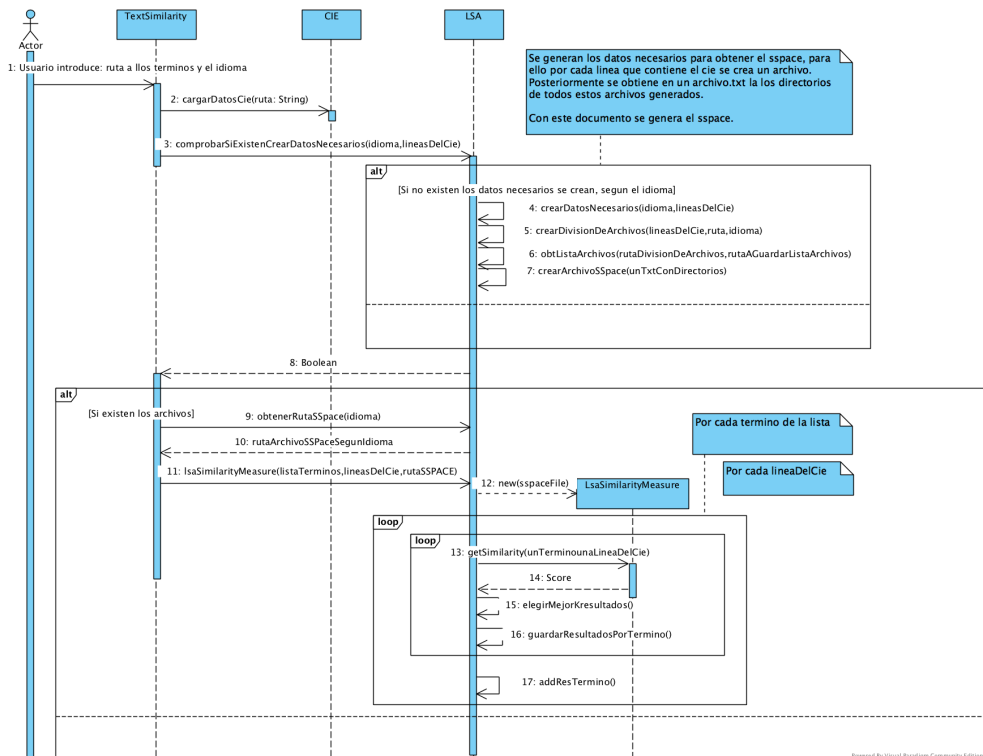 TextSimilarity
CIE
LSA
Actor
Se generan los datos necesarios para obtener el sspace, para
ello por cada linea que contiene el cie se crea un archivo.
Posteriormente se obtiene en un archivo.txt la los directorios
de todos estos archivos generados.
Con este documento se genera el sspace.
1: Usuario introduce: ruta a llos terminos y el idioma
2: cargarDatosCie(ruta: String)
3: comprobarSiExistenCrearDatosNecesarios(idioma,lineasDelCie)
alt
[Si no existen los datos necesarios se crean, segun el idioma]
4: crearDatosNecesarios(idioma,lineasDelCie)
5: crearDivisionDeArchivos(lineasDelCie,ruta,idioma)
6: obtListaArchivos(rutaDivisionDeArchivos,rutaAGuardarListaArchivos)
7: crearArchivoSSpace(unTxtConDirectorios)
8: Boolean
alt
[Si existen los archivos]
9: obtenerRutaSSpace(idioma)
Por cada termino de la lista
10: rutaArchivoSSPaceSegunIdioma
11: lsaSimilarityMeasure(listaTerminos,lineasDelCie,rutaSSPACE)
Por cada lineaDelCie
12: new(sspaceFile)
LsaSimilarityMeasure
loop
loop
13: getSimilarity(unTerminounaLineaDelCie)
14: Score
15: elegirMejorKresultados()
16: guardarResultadosPorTermino()
17: addResTermino()
Powered By Visual Paradigm Community Edition